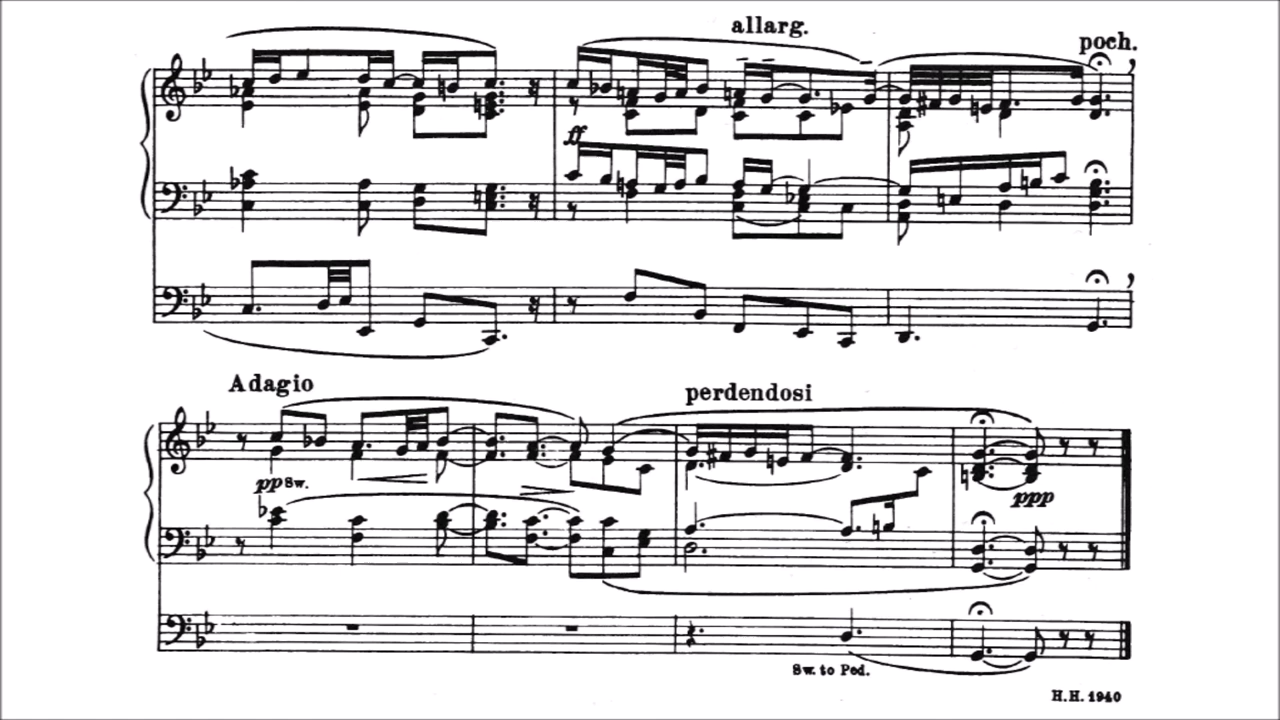 allarg.
poch.
ff
Adagio
perdendosi
pp Sw.
ppp
Sw. to Ped.
H.H. 1940